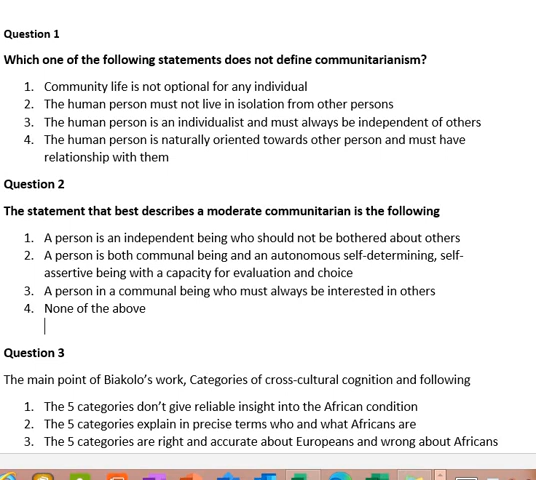 Question 1
Which one of the following statements does not define communitarianism?
1. Community life is not optional for any individual
2. The human person must not live in isolation from other persons
3. The human person is an individualist and must always be independent of others
4. The human person is naturally oriented towards other person and must have
relationship with them
Question 2
The statement that best describes a moderate communitarian is the following
1. A person is an independent being who should not be bothered about others
2. A person is both communal being and an autonomous self-determining, self-
assertive being with a capacity for evaluation and choice
3. A person in a communal being who must always be interested in others
4. None of the above
Question 3
The main point of Biakolo's work, Categories of cross-cultural cognition and following
1. The 5 categories don't give reliable insight into the African condition
2. The 5 categories explain in precise terms who and what Africans are
3. The 5 categories are right and accurate about Europeans and wrong about Africans